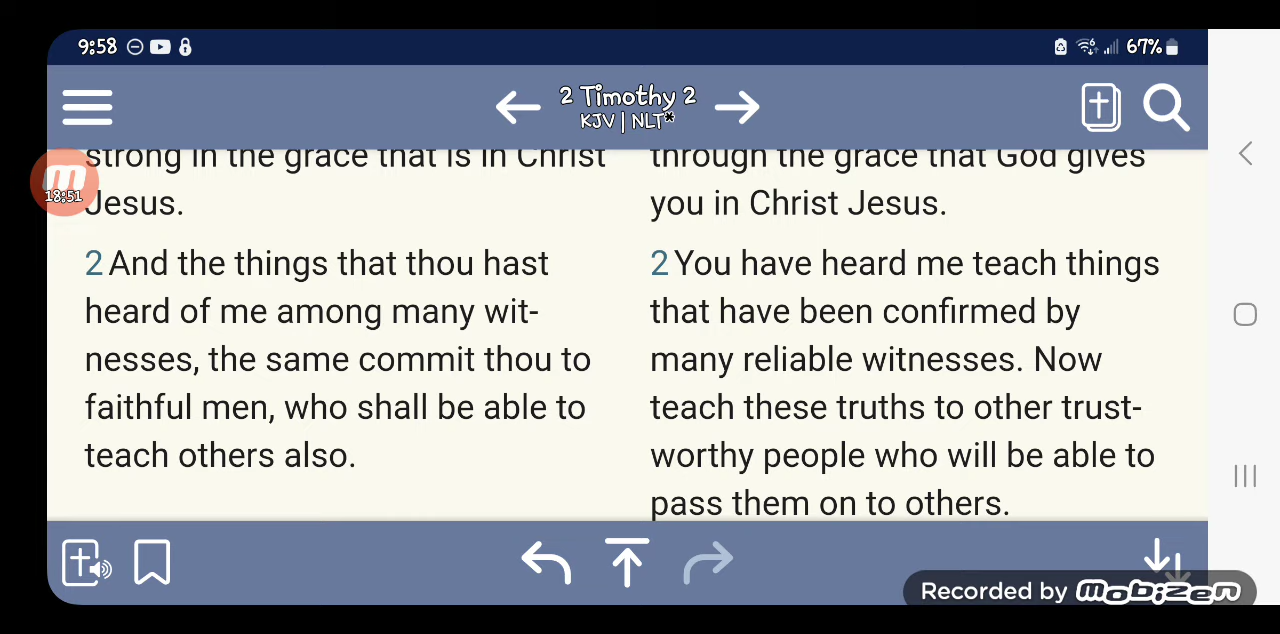 9:58
67%
2 Timothy 2
KJV | NLT*
18:51
strong in the grace that is in Christ
Jesus.
2 And the things that thou hast
heard of me among many wit-
nesses, the same commit thou to
faithful men, who shall be able to
teach others also.
through the grace that God gives
you in Christ Jesus.
2 You have heard me teach things
that have been confirmed by
many reliable witnesses. Now
teach these truths to other trust-
worthy people who will be able to
pass them on to others.
Recorded by mobizen